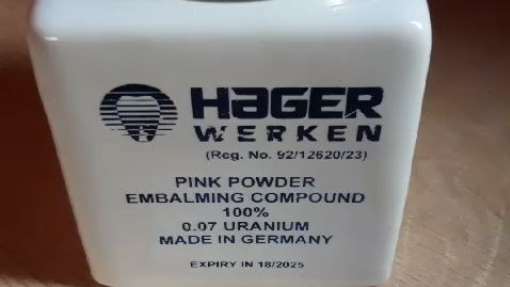 HAGER
WERKEN
(Reg. No. 92/12620/23)
PINK POWDER
EMBALMING COMPOUND
100%
0.07 URANIUM
MADE IN GERMANY
EXPIRY IN 18/2025